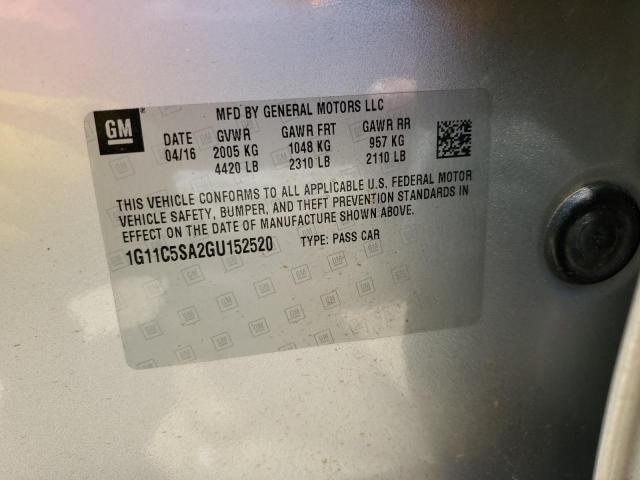 MFD BY GENERAL MOTORS LLC
GM
DATE GVWR GAWR FRT GAWR RR
04/16 2005 KG 1048 KG 957 KG
4420 LB 2310 LB 2110 LB
THIS VEHICLE CONFORMS TO ALL APPLICABLE U.S. FEDERAL MOTOR
VEHICLE SAFETY, BUMPER, AND THEFT PREVENTION STANDARDS IN
EFFECT ON THE DATE OF MANUFACTURE SHOWN ABOVE.
1G11C5SA2GU152520 TYPE: PASS CAR